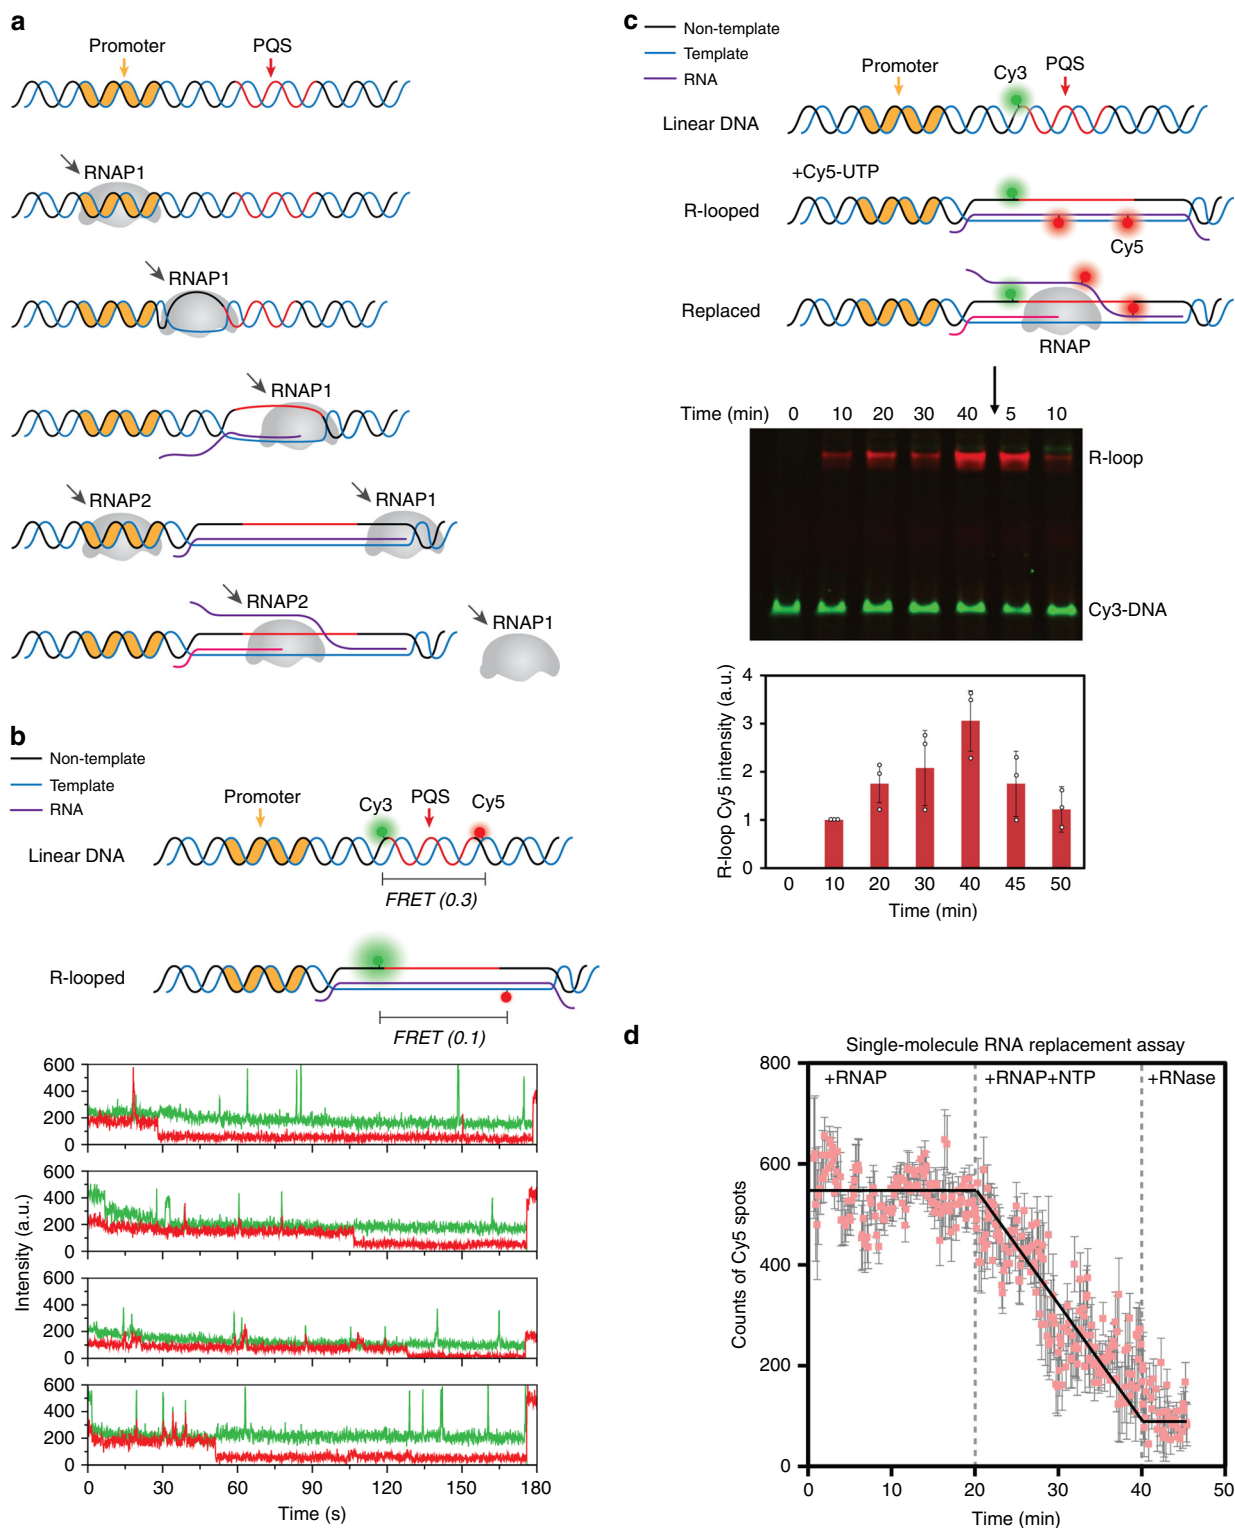 a
Promoter
PQS
RNAP1
RNAP1
RNAP1
RNAP2
RNAP1
RNAP2
RNAP1
b
Non-template
Template
RNA
Promoter
Cy3
PQS
Cy5
Linear DNA
FRET (0.3)
R-looped
FRET (0.1)
Intensity (a.u.)
600
400
200
0
600
400
200
0
600
400
200
0
600
400
200
0
0 30 60 90 120 150 180
Time (s)
c
Non-template
Template
RNA
Promoter
Cy3
PQS
Linear DNA
+Cy5-UTP
R-looped
Cy5
Replaced
RNAP
Time (min) 0 10 20 30 40 5 10
R-loop
Cy3-DNA
R-loop Cy5 intensity (a.u.)
4
3
2
1
0
0 10 20 30 40 45 50
Time (min)
d
Single-molecule RNA replacement assay
+RNAP
+RNAP+NTP
+RNase
Counts of Cy5 spots
800
600
400
200
0
0 10 20 30 40 50
Time (min)